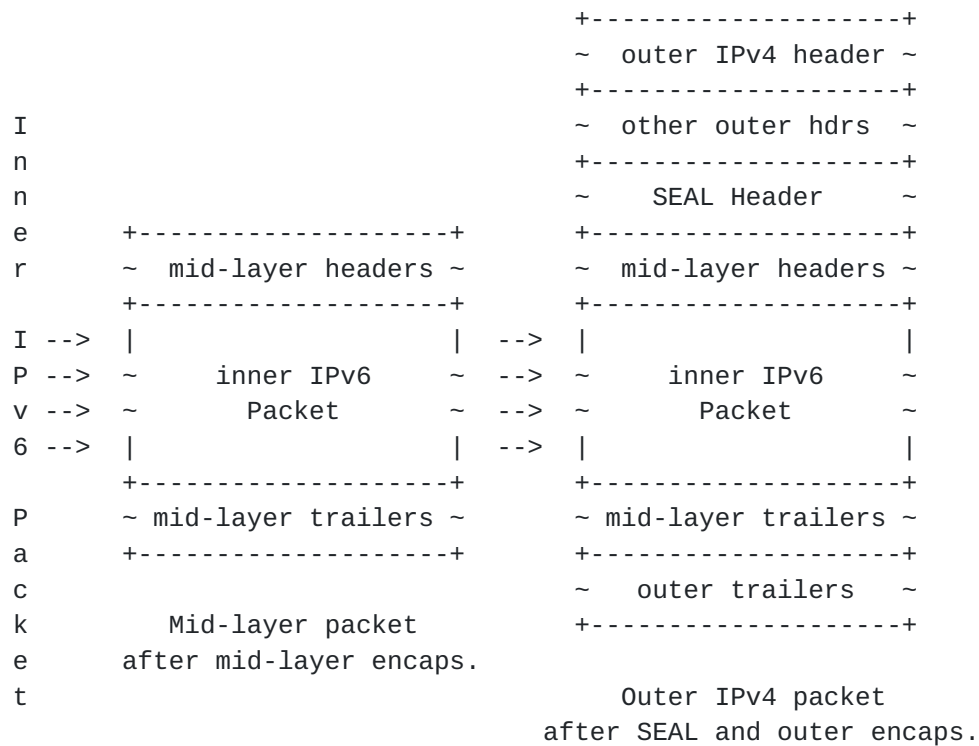 +--------------------+
                                    ~  outer IPv4 header ~
                                    +--------------------+
I                                   ~  other outer hdrs  ~
n                                   +--------------------+
n                                   ~    SEAL Header     ~
e      +--------------------+       +--------------------+
r      ~  mid-layer headers ~       ~  mid-layer headers ~
       +--------------------+       +--------------------+
I -->  |                    |  -->  |                    |
P -->  ~     inner IPv6     ~  -->  ~     inner IPv6     ~
v -->  ~       Packet       ~  -->  ~       Packet       ~
6 -->  |                    |  -->  |                    |
       +--------------------+       +--------------------+
P      ~ mid-layer trailers ~       ~ mid-layer trailers ~
a      +--------------------+       +--------------------+
c                                   ~   outer trailers   ~
k         Mid-layer packet          +--------------------+
e      after mid-layer encaps.
t                                      Outer IPv4 packet
                                  after SEAL and outer encaps.